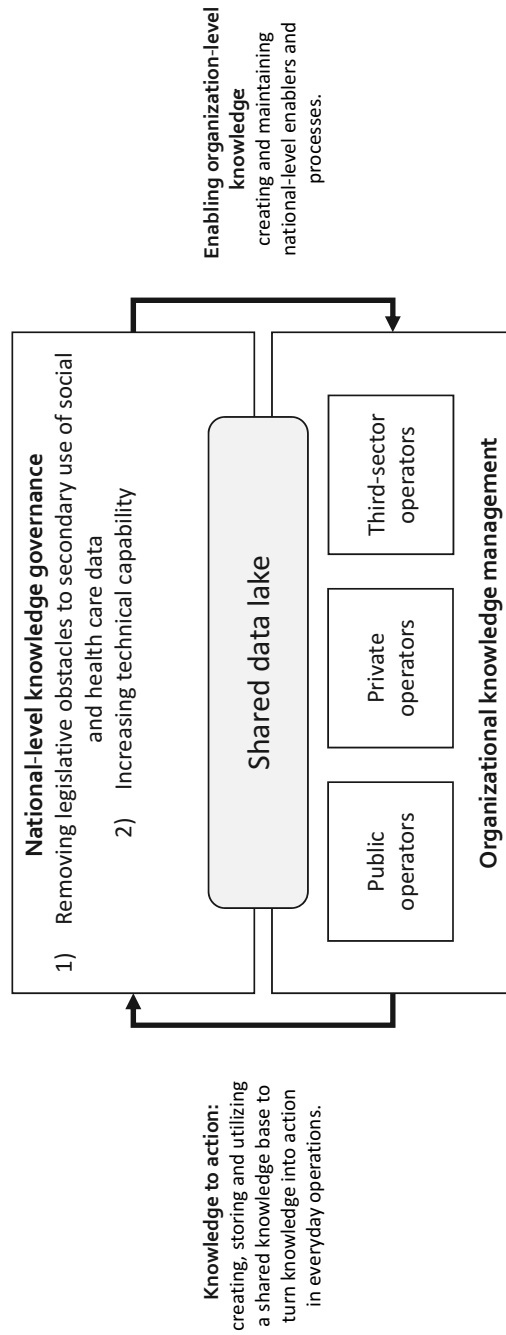 Knowledge to action:
creating, storing and utilizing
a shared knowledge base to
turn knowledge into action
in everyday operations.
National-level knowledge governance
1) Removing legislative obstacles to secondary use of social
and health care data
2) Increasing technical capability
Shared data lake
Public
operators
Private
operators
Third-sector
operators
Organizational knowledge management
Enabling organization-level
knowledge
creating and maintaining
national-level enablers and
processes.